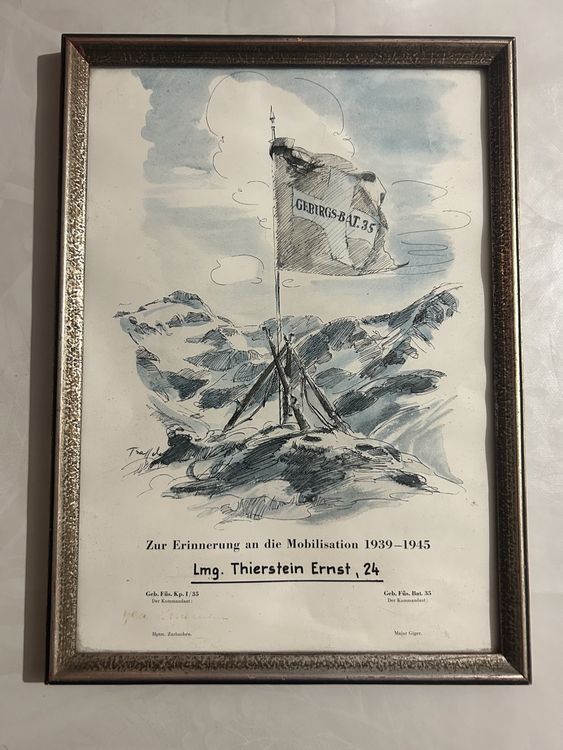 GEBIRGS-BAT. 35
Zur Erinnerung an die Mobilisation 1939–1945
Lmg. Thierstein Ernst, 24
Geb. Füs. Kp. I/35
Der Kommandant:
Geb. Füs. Bat. 35
Der Kommandant:
Hptm. Zurbuchen.
Major Giger.